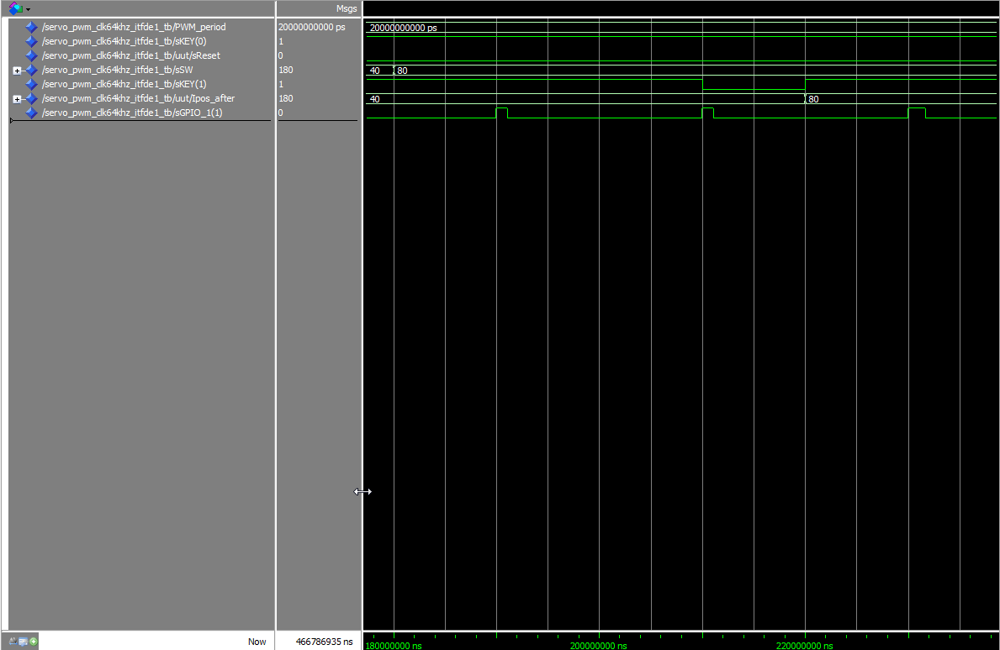 Msgs
/servo_pwm_clk64khz_itfde1_tb/PWM_period 20000000000 ps 20000000000 ps
/servo_pwm_clk64khz_itfde1_tb/sKEY(0) 1
/servo_pwm_clk64khz_itfde1_tb/uut/sReset 0
/servo_pwm_clk64khz_itfde1_tb/sSW 180 40 80
/servo_pwm_clk64khz_itfde1_tb/sKEY(1) 1
/servo_pwm_clk64khz_itfde1_tb/uut/Ipos_after 180 40 80
/servo_pwm_clk64khz_itfde1_tb/sGPIO_1(1) 0
Now 466786935 ns 180000000 ns 200000000 ns 220000000 ns